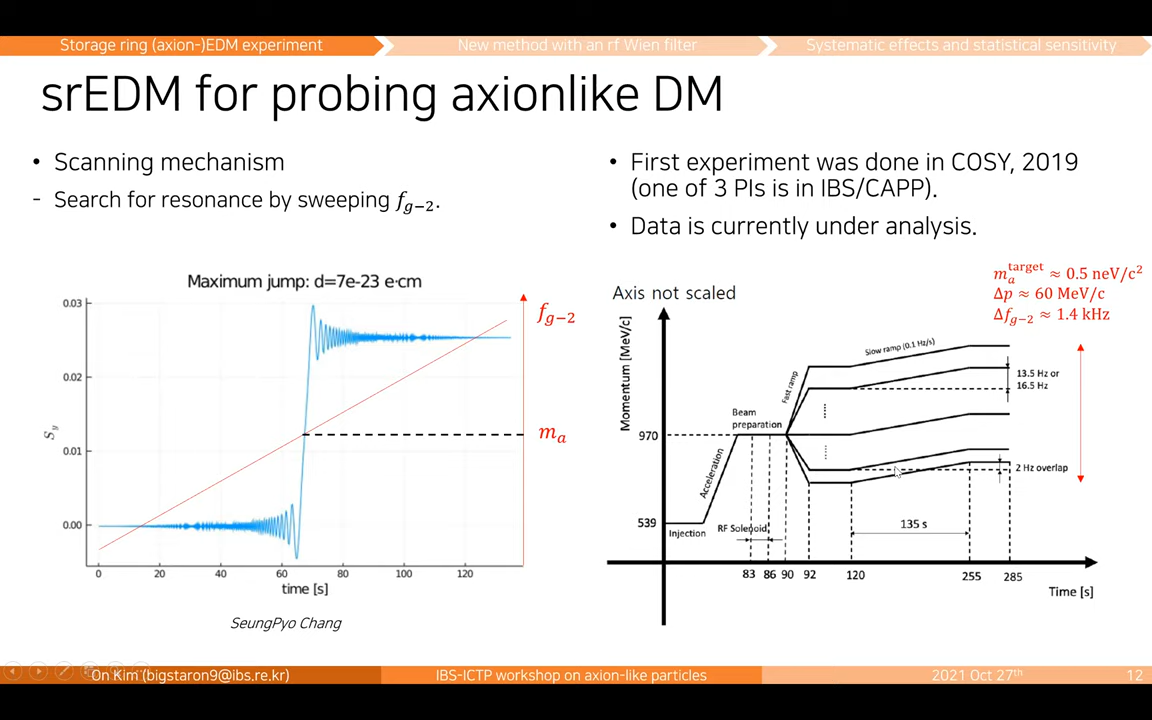 Storage ring (axion-)EDM experiment
New method with an rf Wien filter
Systematic effects and statistical sensitivity
srEDM for probing axionlike DM
• Scanning mechanism
- Search for resonance by sweeping f_{g−2}.
• First experiment was done in COSY, 2019
(one of 3 PIs is in IBS/CAPP).
• Data is currently under analysis.
Maximum jump: d=7e-23 e·cm
0.03
0.02
0.01
0.00
S_y
0
20
40
60
80
100
120
time [s]
f_{g−2}
m_a
SeungPyo Chang
m_a^{target} ≈ 0.5 neV/c²
Δp ≈ 60 MeV/c
Δf_{g−2} ≈ 1.4 kHz
Axis not scaled
Momentum [MeV/c]
970
539
Injection
Acceleration
Beam
preparation
RF Solenoid
Fast ramp
Slow ramp (0.1 Hz/s)
13.5 Hz or
16.5 Hz
2 Hz overlap
135 s
83
86
90
92
120
255
285
Time [s]
On Kim (bigstaron9@ibs.re.kr)
IBS-ICTP workshop on axion-like particles
2021 Oct 27th
12